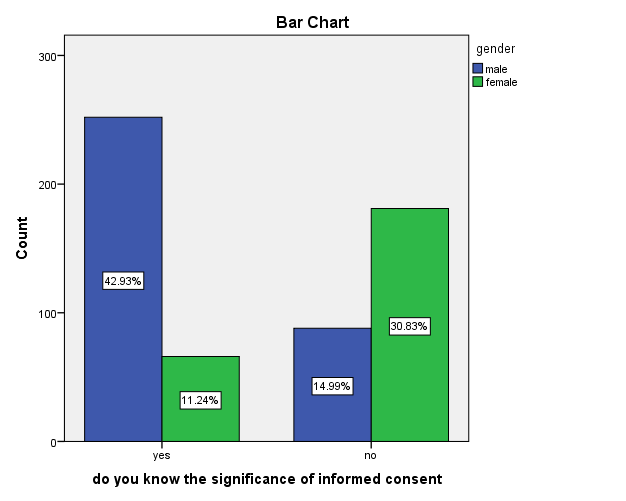 Bar Chart
gender
male
female
Count
300
200
100
0
42.93%
11.24%
14.99%
30.83%
yes
no
do you know the significance of informed consent